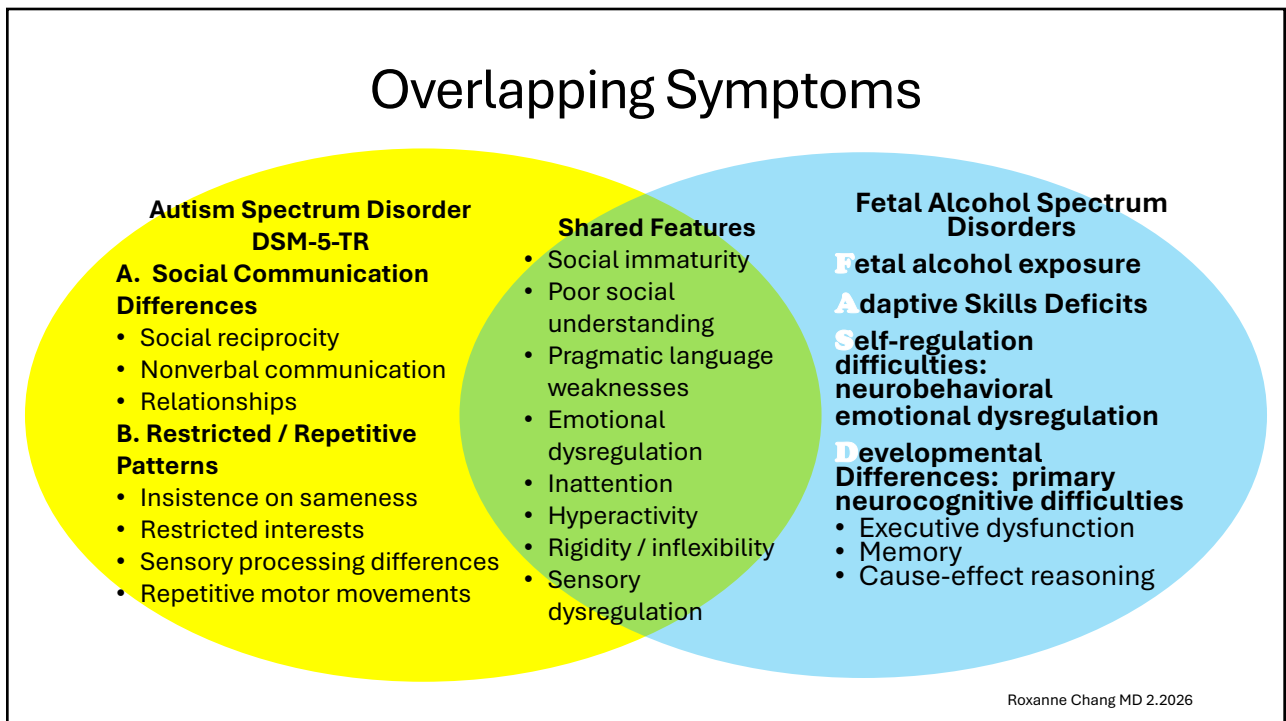 Overlapping Symptoms
Autism Spectrum Disorder
DSM-5-TR
A. Social Communication
Differences
• Social reciprocity
• Nonverbal communication
• Relationships
B. Restricted / Repetitive
Patterns
• Insistence on sameness
• Restricted interests
• Sensory processing differences
• Repetitive motor movements
Shared Features
• Social immaturity
• Poor social
understanding
• Pragmatic language
weaknesses
• Emotional
dysregulation
• Inattention
• Hyperactivity
• Rigidity / inflexibility
• Sensory
dysregulation
Fetal Alcohol Spectrum
Disorders
Fetal alcohol exposure
Adaptive Skills Deficits
Self-regulation
difficulties:
neurobehavioral
emotional dysregulation
Developmental
Differences: primary
neurocognitive difficulties
• Executive dysfunction
• Memory
• Cause-effect reasoning
Roxanne Chang MD 2.2026